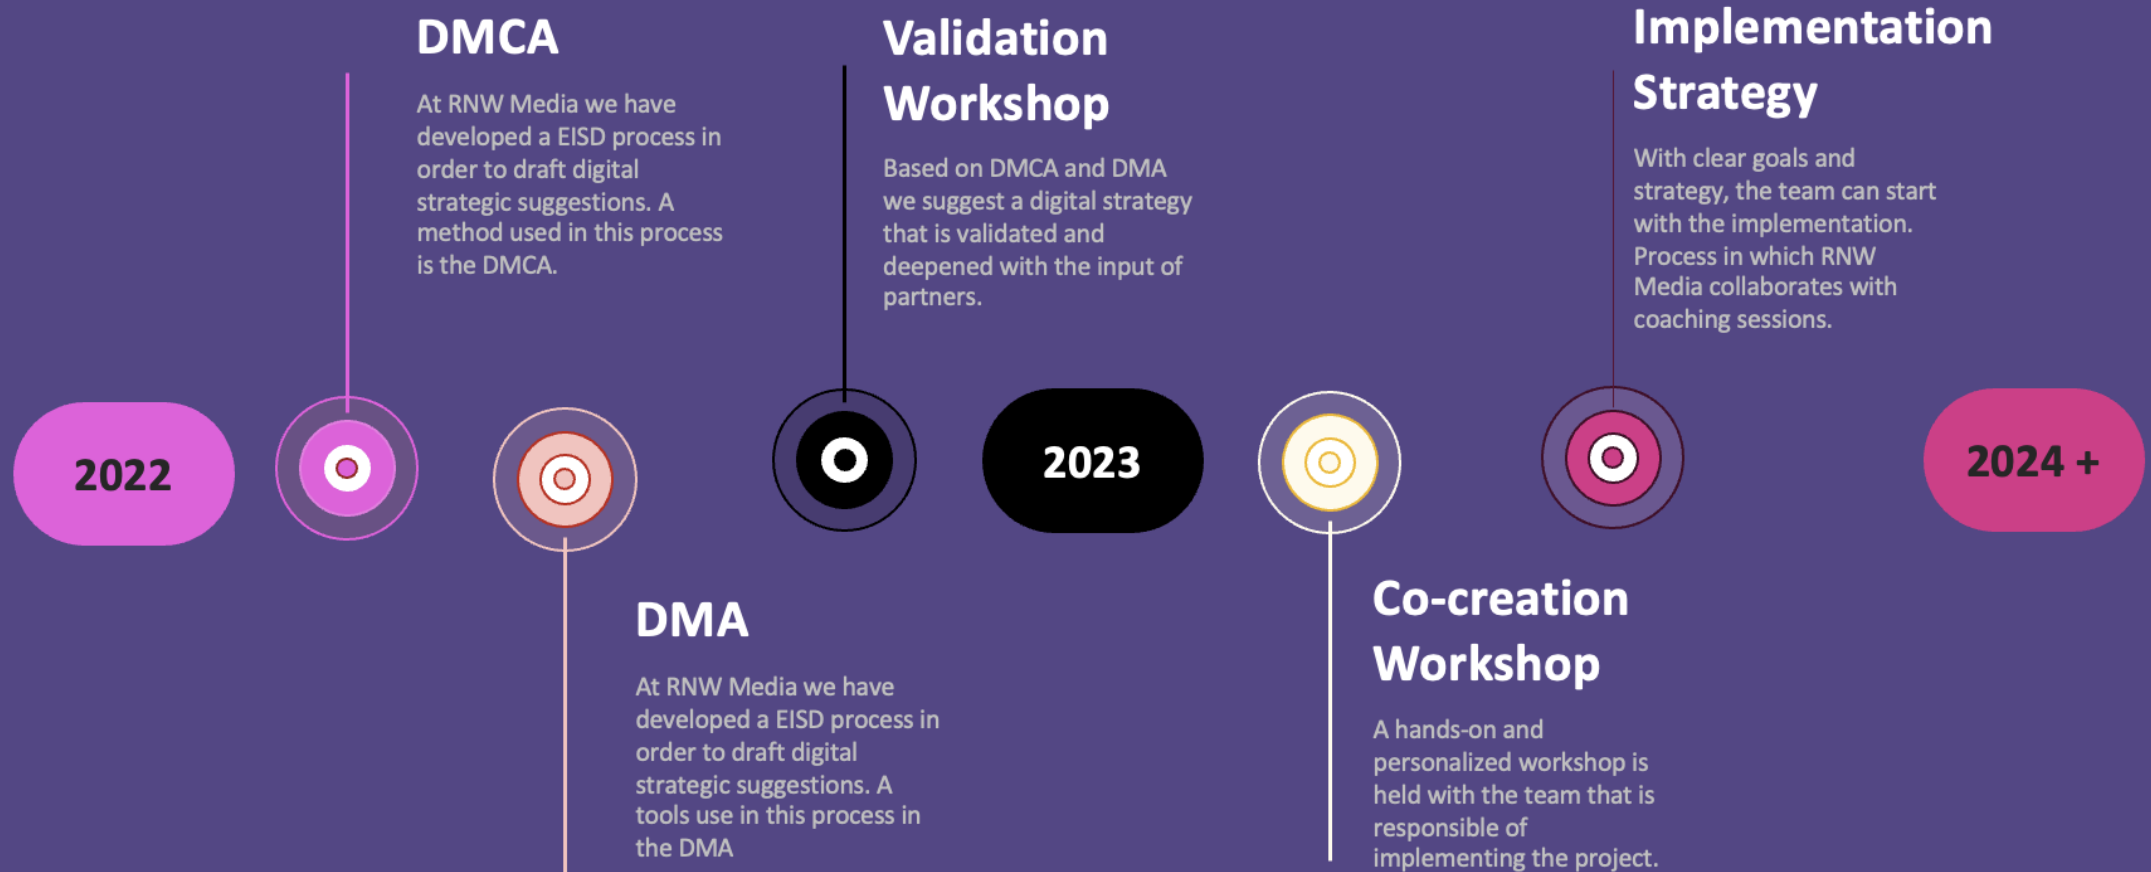 DMCA
At RNW Media we have
developed a EISD process in
order to draft digital
strategic suggestions. A
method used in this process
is the DMCA.
Validation
Workshop
Based on DMCA and DMA
we suggest a digital strategy
that is validated and
deepened with the input of
partners.
Implementation
Strategy
With clear goals and
strategy, the team can start
with the implementation.
Process in which RNW
Media collaborates with
coaching sessions.
2022
2023
2024 +
DMA
At RNW Media we have
developed a EISD process in
order to draft digital
strategic suggestions. A
tools use in this process in
the DMA
Co-creation
Workshop
A hands-on and
personalized workshop is
held with the team that is
responsible of
implementing the project.